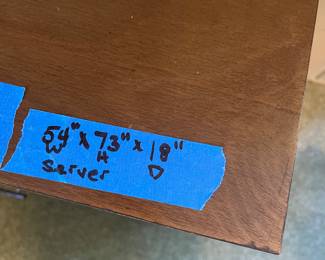 54" x 73" x 18"
W H D
Server